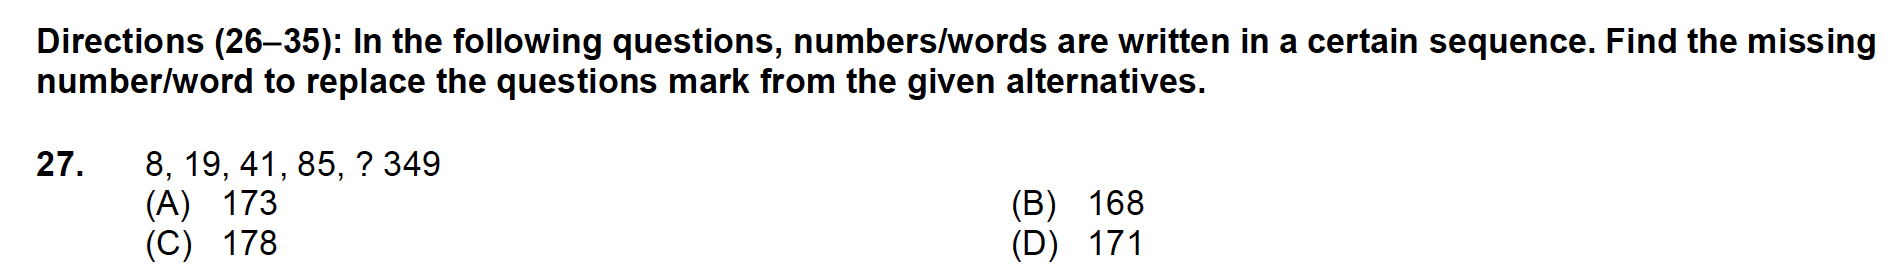 Directions (26–35): In the following questions, numbers/words are written in a certain sequence. Find the missing
number/word to replace the questions mark from the given alternatives.
27. 8, 19, 41, 85, ? 349
(A) 173 (B) 168
(C) 178 (D) 171